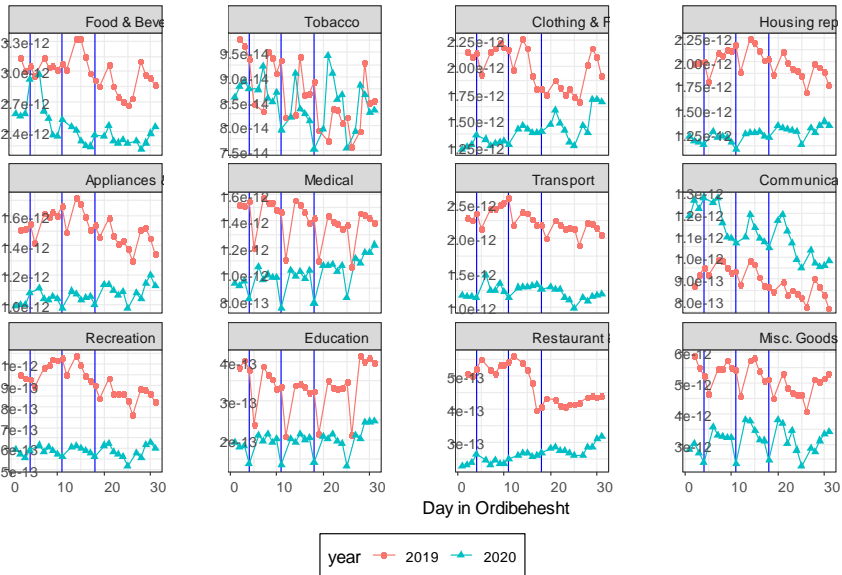 Food & Beve
Tobacco
Clothing & F
Housing rep
3.3e-12
3.0e-12
2.7e-12
2.4e-12
9.5e-14
9.0e-14
8.5e-14
8.0e-14
7.5e-14
2.25e-12
2.00e-12
1.75e-12
1.50e-12
1.25e-12
2.25e-12
2.00e-12
1.75e-12
1.50e-12
1.25e-12
Appliances &
Medical
Transport
Communica
1.6e-12
1.4e-12
1.2e-12
1.0e-12
1.6e-12
1.4e-12
1.2e-12
1.0e-12
8.0e-13
2.5e-12
2.0e-12
1.5e-12
1.0e-12
1.3e-12
1.2e-12
1.1e-12
1.0e-12
9.0e-13
8.0e-13
Recreation
Education
Restaurant &
Misc. Goods
1e-12
9e-13
8e-13
7e-13
6e-13
5e-13
4e-13
3e-13
2e-13
5e-13
4e-13
3e-13
6e-12
5e-12
4e-12
3e-12
0 10 20 30
0 10 20 30
0 10 20 30
0 10 20 30
Day in Ordibehesht
year 2019 2020